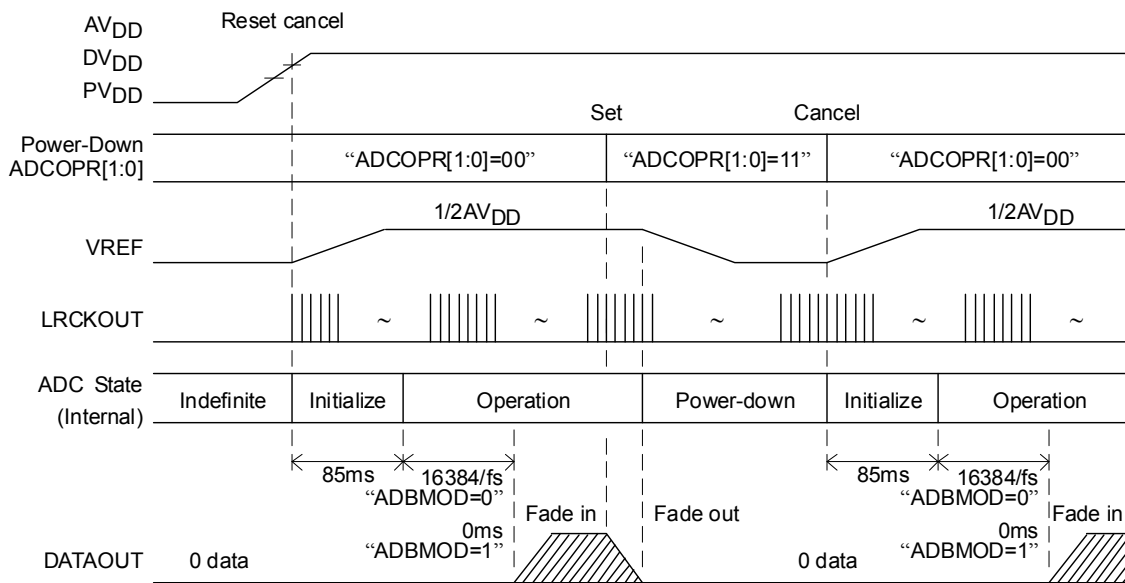 AVDD
Reset cancel
DVDD
PVDD
Set
Cancel
Power-Down
ADCOPR[1:0]
“ADCOPR[1:0]=00”
“ADCOPR[1:0]=11”
“ADCOPR[1:0]=00”
1/2AVDD
1/2AVDD
VREF
LRCKOUT
~
~
~
~
~
ADC State
(Internal)
Indefinite
Initialize
Operation
Power-down
Initialize
Operation
85ms
16384/fs
“ADBMOD=0”
85ms
16384/fs
“ADBMOD=0”
Fade in
Fade out
Fade in
0ms
“ADBMOD=1”
0ms
“ADBMOD=1”
DATAOUT
0 data
0 data